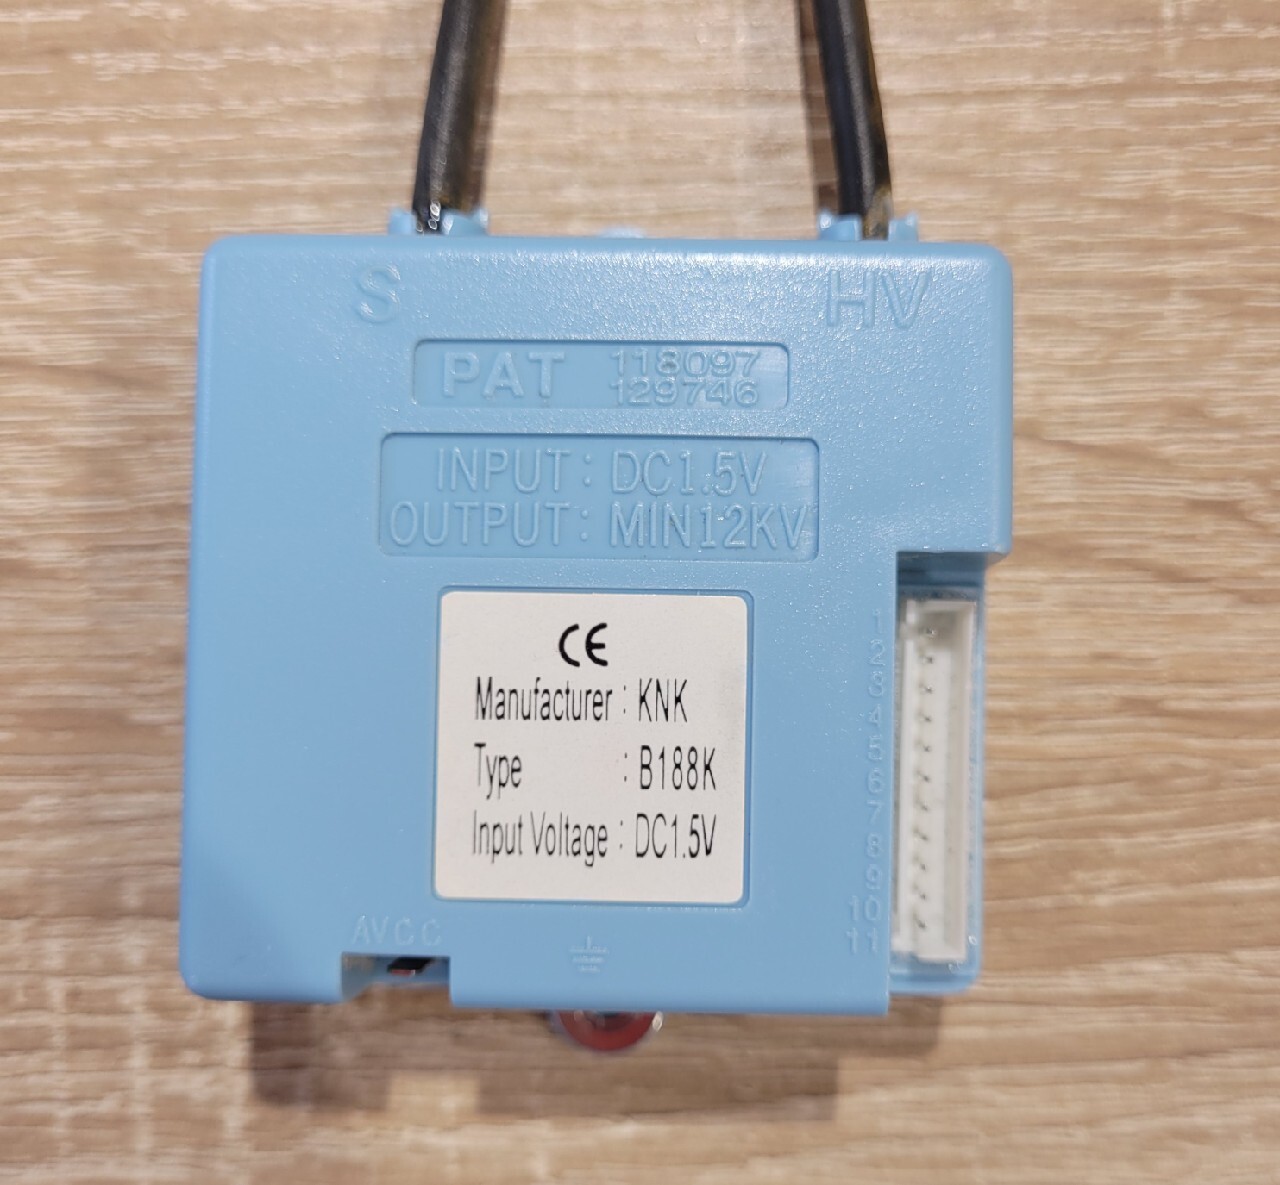 S HV
PAT 118097
129746
INPUT : DC1.5V
OUTPUT : MIN12KV
CE
Manufacturer : KNK
Type : B188K
Input Voltage : DC1.5V
1
2
3
4
5
6
7
8
9
10
11
AVCC